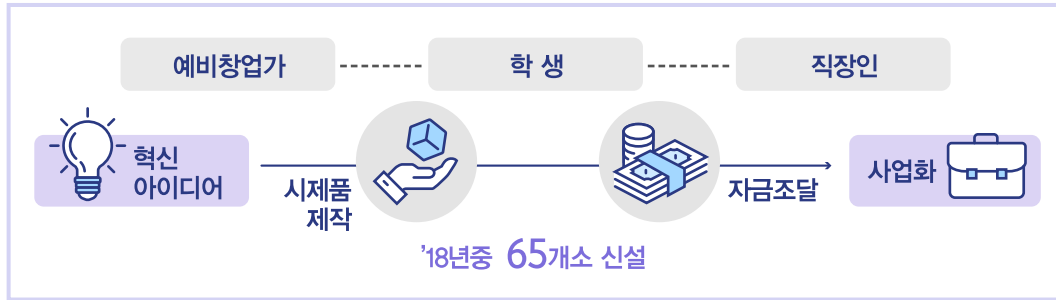 예비창업가
학 생
직장인
혁신
아이디어
시제품
제작
자금조달
사업화
'18년중 65개소 신설